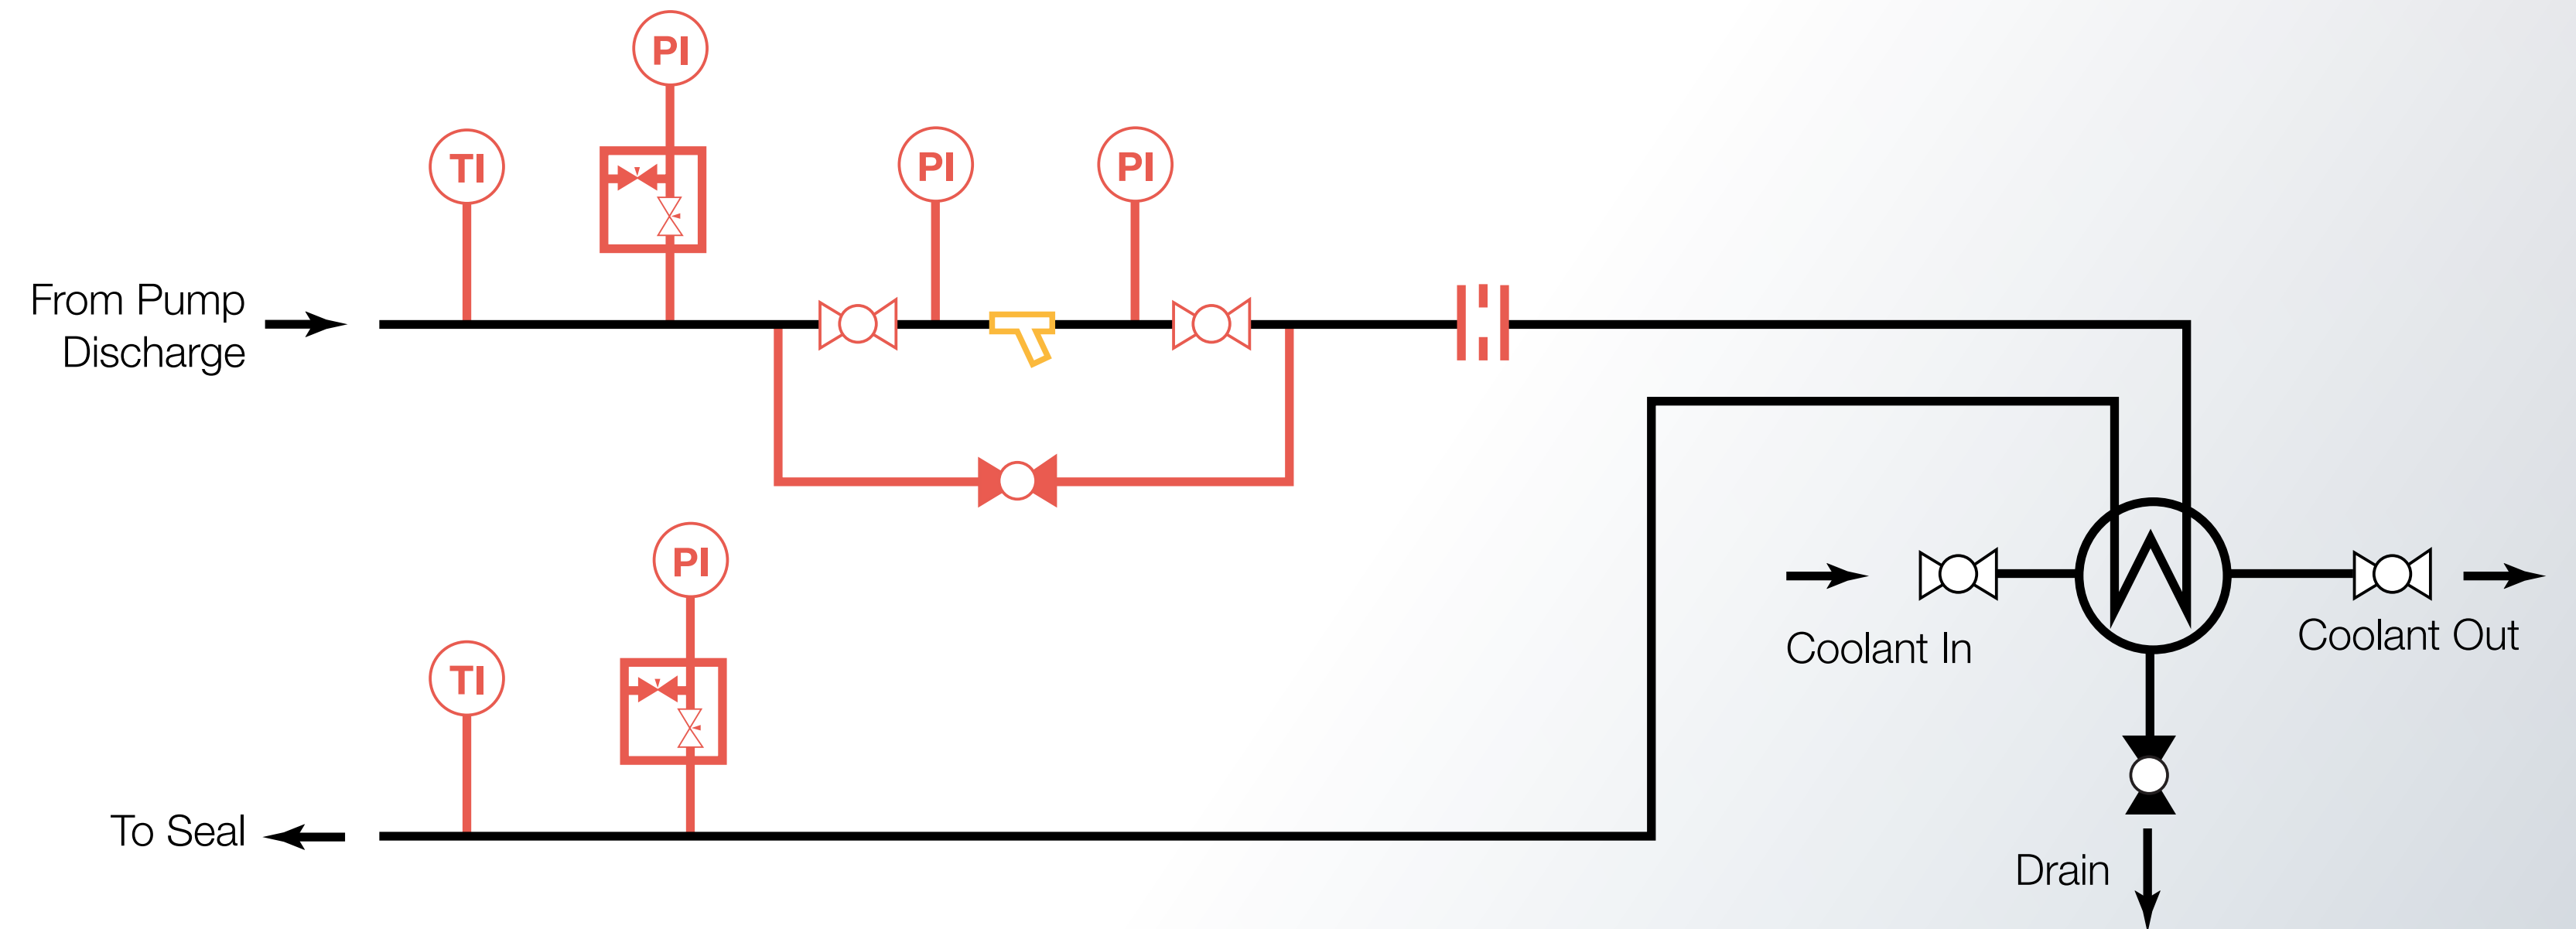 PI
TI
PI
PI
From Pump
Discharge
PI
TI
Coolant In
Coolant Out
To Seal
Drain